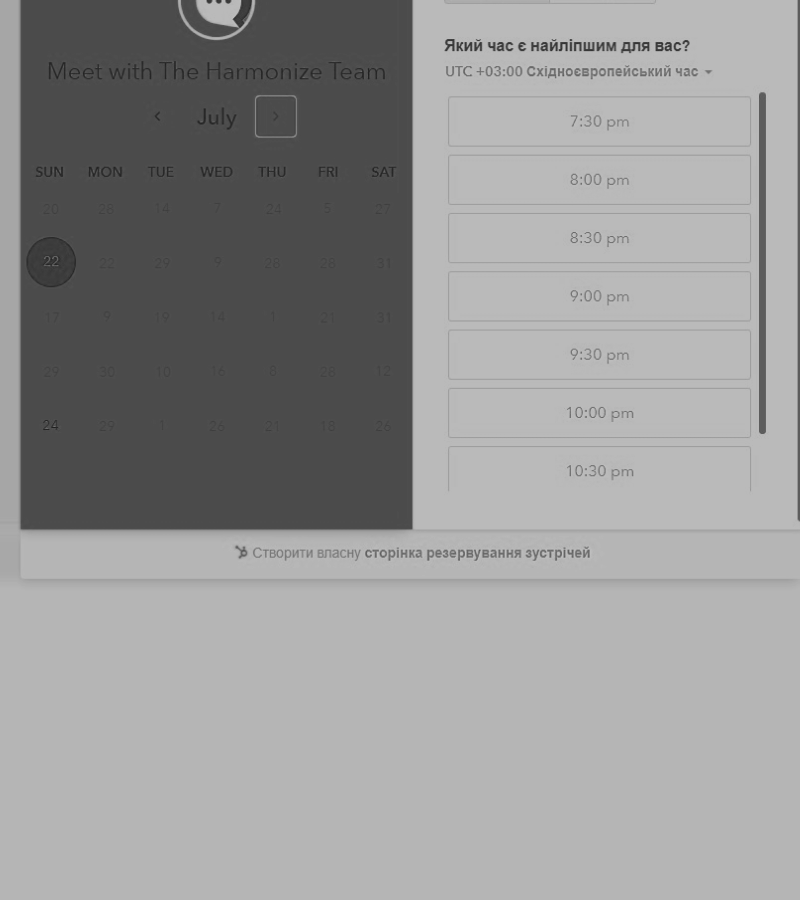 Meet with The Harmonize Team
July
SUN MON TUE WED THU FRI SAT
20 28 14 7 24 5 27
22 22 29 9 28 28 31
17 9 19 14 1 21 31
29 30 10 16 8 28 12
24 29 1 26 21 18 26
Який час є найліпшим для вас?
UTC +03:00 Східноєвропейський час
7:30 pm
8:00 pm
8:30 pm
9:00 pm
9:30 pm
10:00 pm
10:30 pm
Створити власну сторінка резервування зустрічей